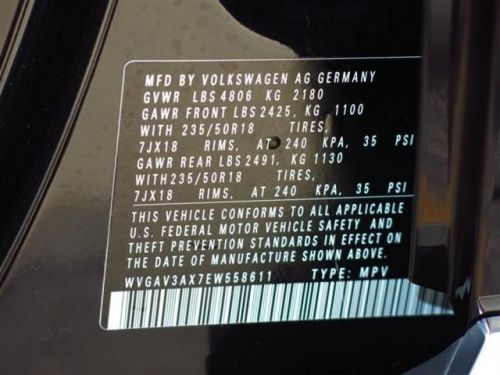 MFD BY VOLKSWAGEN AG GERMANY
GVWR LBS 4806 KG 2180
GAWR FRONT LBS 2425, KG 1100
WITH 235/50R18 TIRES,
7JX18 RIMS, AT 240 KPA, 35 PSI
GAWR REAR LBS 2491, KG 1130
WITH 235/50R18 TIRES,
7JX18 RIMS, AT 240 KPA, 35 PSI
THIS VEHICLE CONFORMS TO ALL APPLICABLE
U.S. FEDERAL MOTOR VEHICLE SAFETY AND
THEFT PREVENTION STANDARDS IN EFFECT ON
THE DATE OF MANUFACTURE SHOWN ABOVE.
WVGAV3AX7EW558611 TYPE: MPV